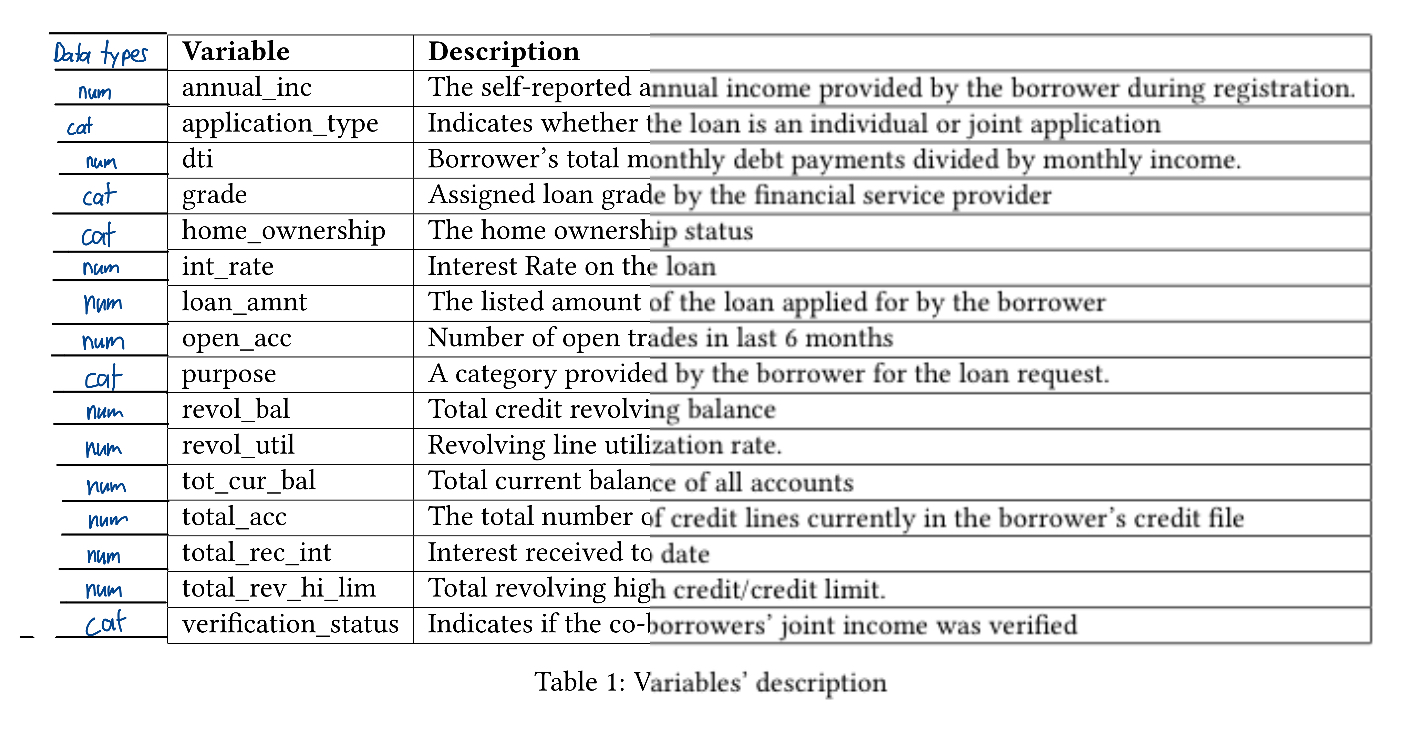 Data types Variable Description
num annual_inc The self-reported annual income provided by the borrower during registration.
cat application_type Indicates whether the loan is an individual or joint application
num dti Borrower's total monthly debt payments divided by monthly income.
cat grade Assigned loan grade by the financial service provider
cat home_ownership The home ownership status
num int_rate Interest Rate on the loan
num loan_amnt The listed amount of the loan applied for by the borrower
num open_acc Number of open trades in last 6 months
cat purpose A category provided by the borrower for the loan request.
num revol_bal Total credit revolving balance
num revol_util Revolving line utilization rate.
num tot_cur_bal Total current balance of all accounts
num total_acc The total number of credit lines currently in the borrower's credit file
num total_rec_int Interest received to date
num total_rev_hi_lim Total revolving high credit/credit limit.
cat verification_status Indicates if the co-borrowers' joint income was verified
Table 1: Variables' description